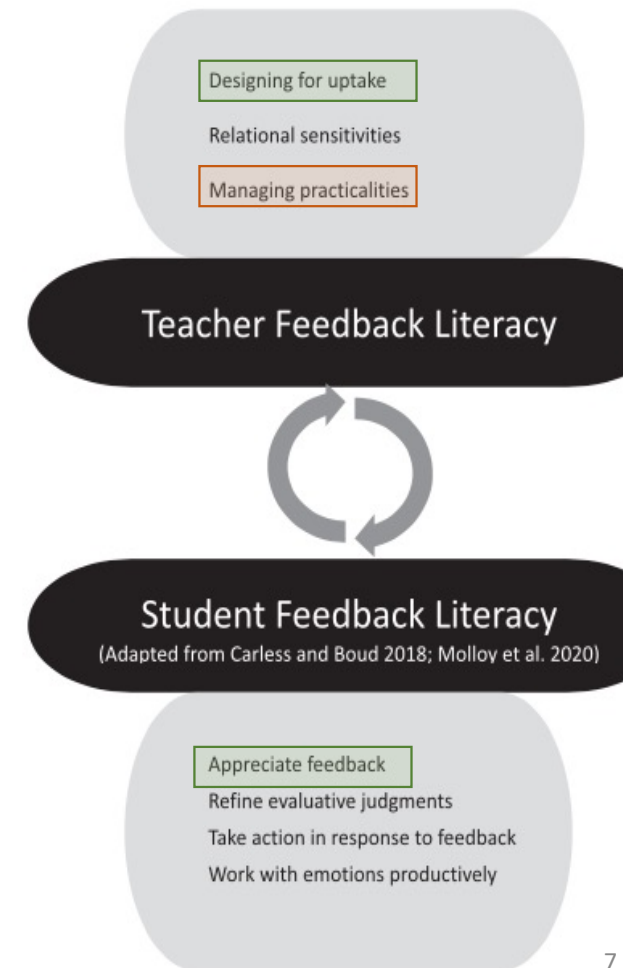 Designing for uptake
Relational sensitivities
Managing practicalities
Teacher Feedback Literacy
Student Feedback Literacy
(Adapted from Carless and Boud 2018; Molloy et al. 2020)
Appreciate feedback
Refine evaluative judgments
Take action in response to feedback
Work with emotions productively
7